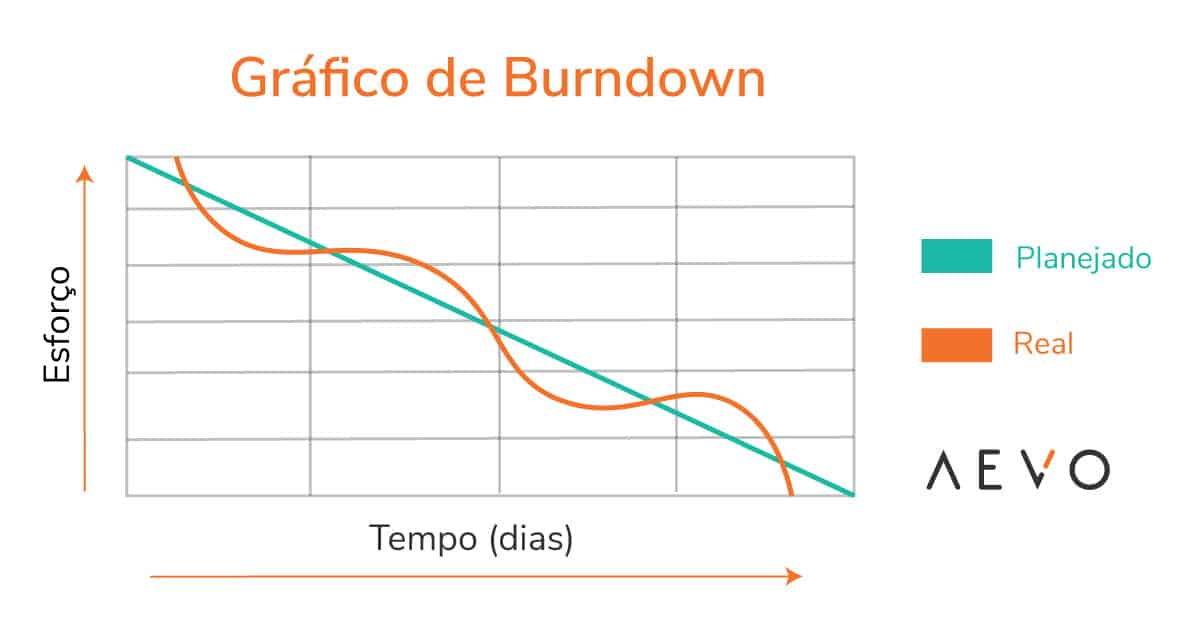 Gráfico de Burndown
Esforço
Planejado
Real
AEVO
Tempo (dias)